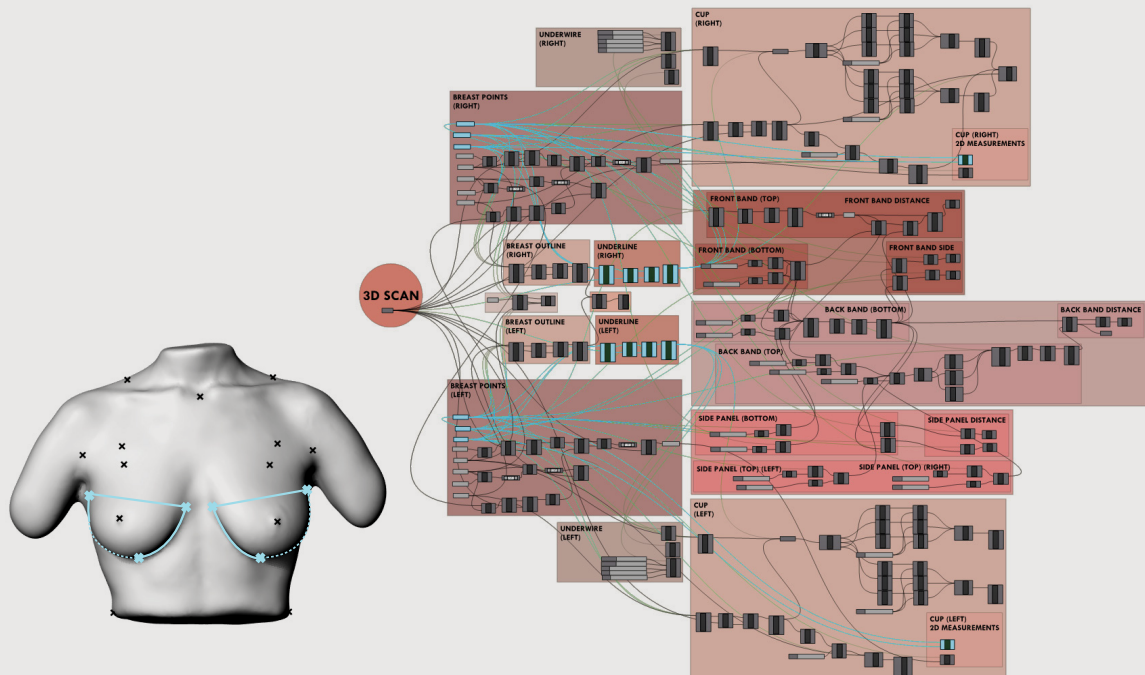 CUP
(RIGHT)
UNDERWIRE
(RIGHT)
BREAST POINTS
(RIGHT)
CUP (RIGHT)
2D MEASUREMENTS
FRONT BAND (TOP)
FRONT BAND DISTANCE
BREAST OUTLINE
(RIGHT)
UNDERLINE
(RIGHT)
FRONT BAND (BOTTOM)
FRONT BAND SIDE
3D SCAN
BREAST OUTLINE
(LEFT)
UNDERLINE
(LEFT)
BACK BAND (BOTTOM)
BACK BAND DISTANCE
BACK BAND (TOP)
BREAST POINTS
(LEFT)
SIDE PANEL (BOTTOM)
SIDE PANEL DISTANCE
SIDE PANEL (TOP) (LEFT)
SIDE PANEL (TOP) (RIGHT)
CUP
(LEFT)
UNDERWIRE
(LEFT)
CUP (LEFT)
2D MEASUREMENTS